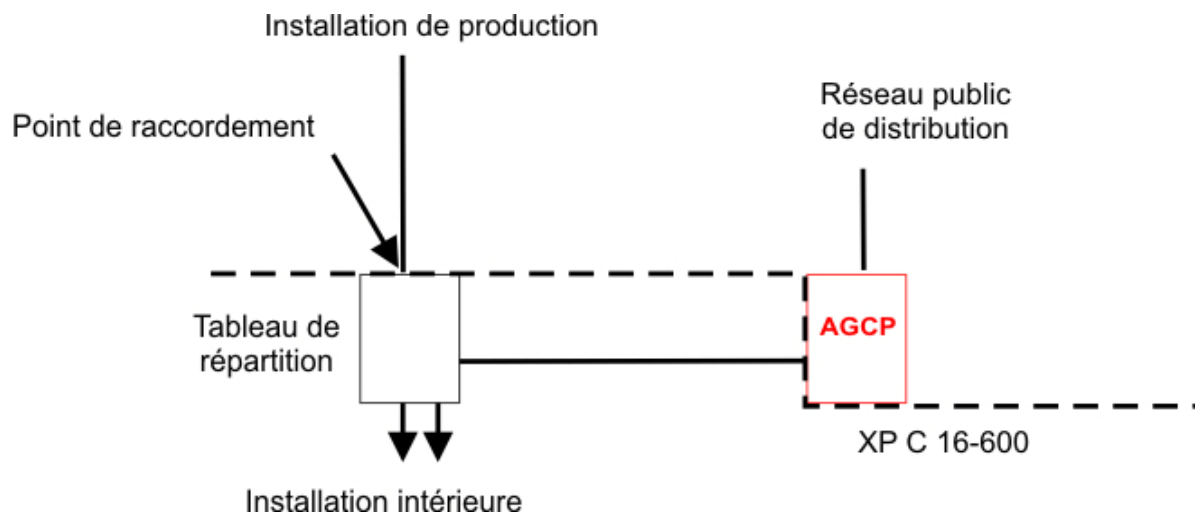 Installation de production
Point de raccordement
Réseau public
de distribution
Tableau de
répartition
AGCP
XP C 16-600
Installation intérieure